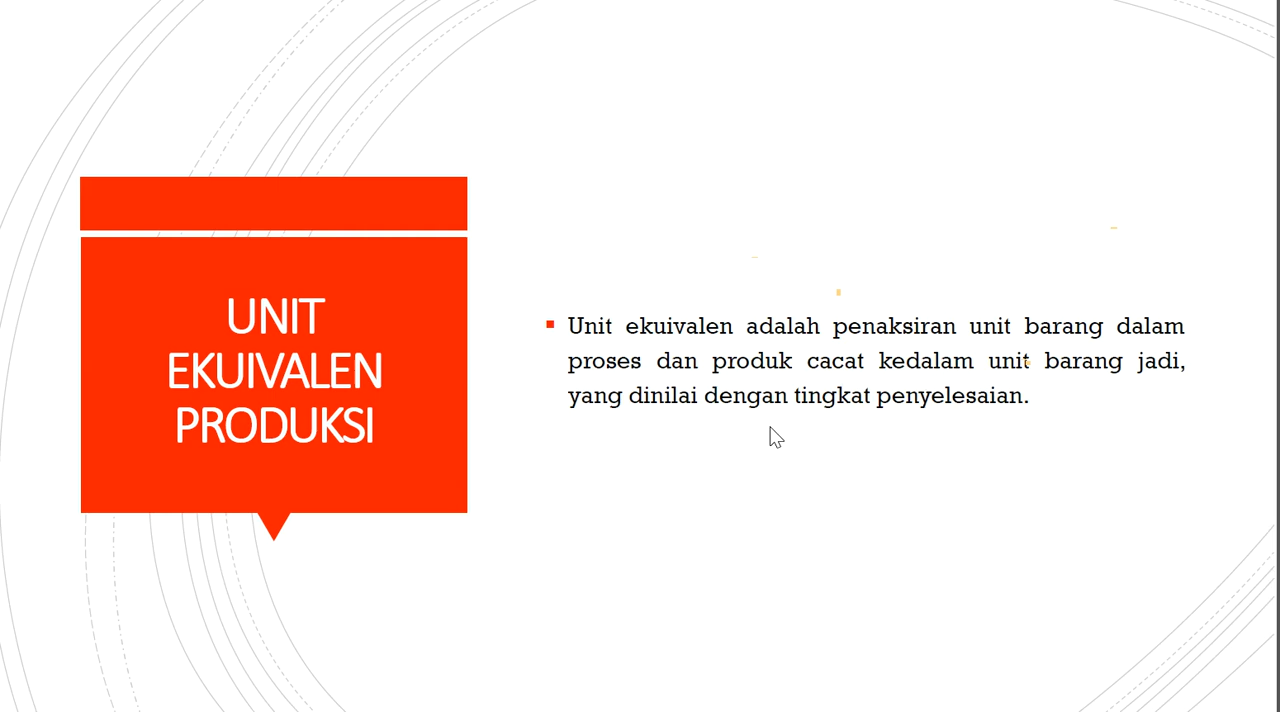 UNIT
EKUIVALEN
PRODUKSI
Unit ekuivalen adalah penaksiran unit barang dalam
proses dan produk cacat kedalam unit barang jadi,
yang dinilai dengan tingkat penyelesaian.